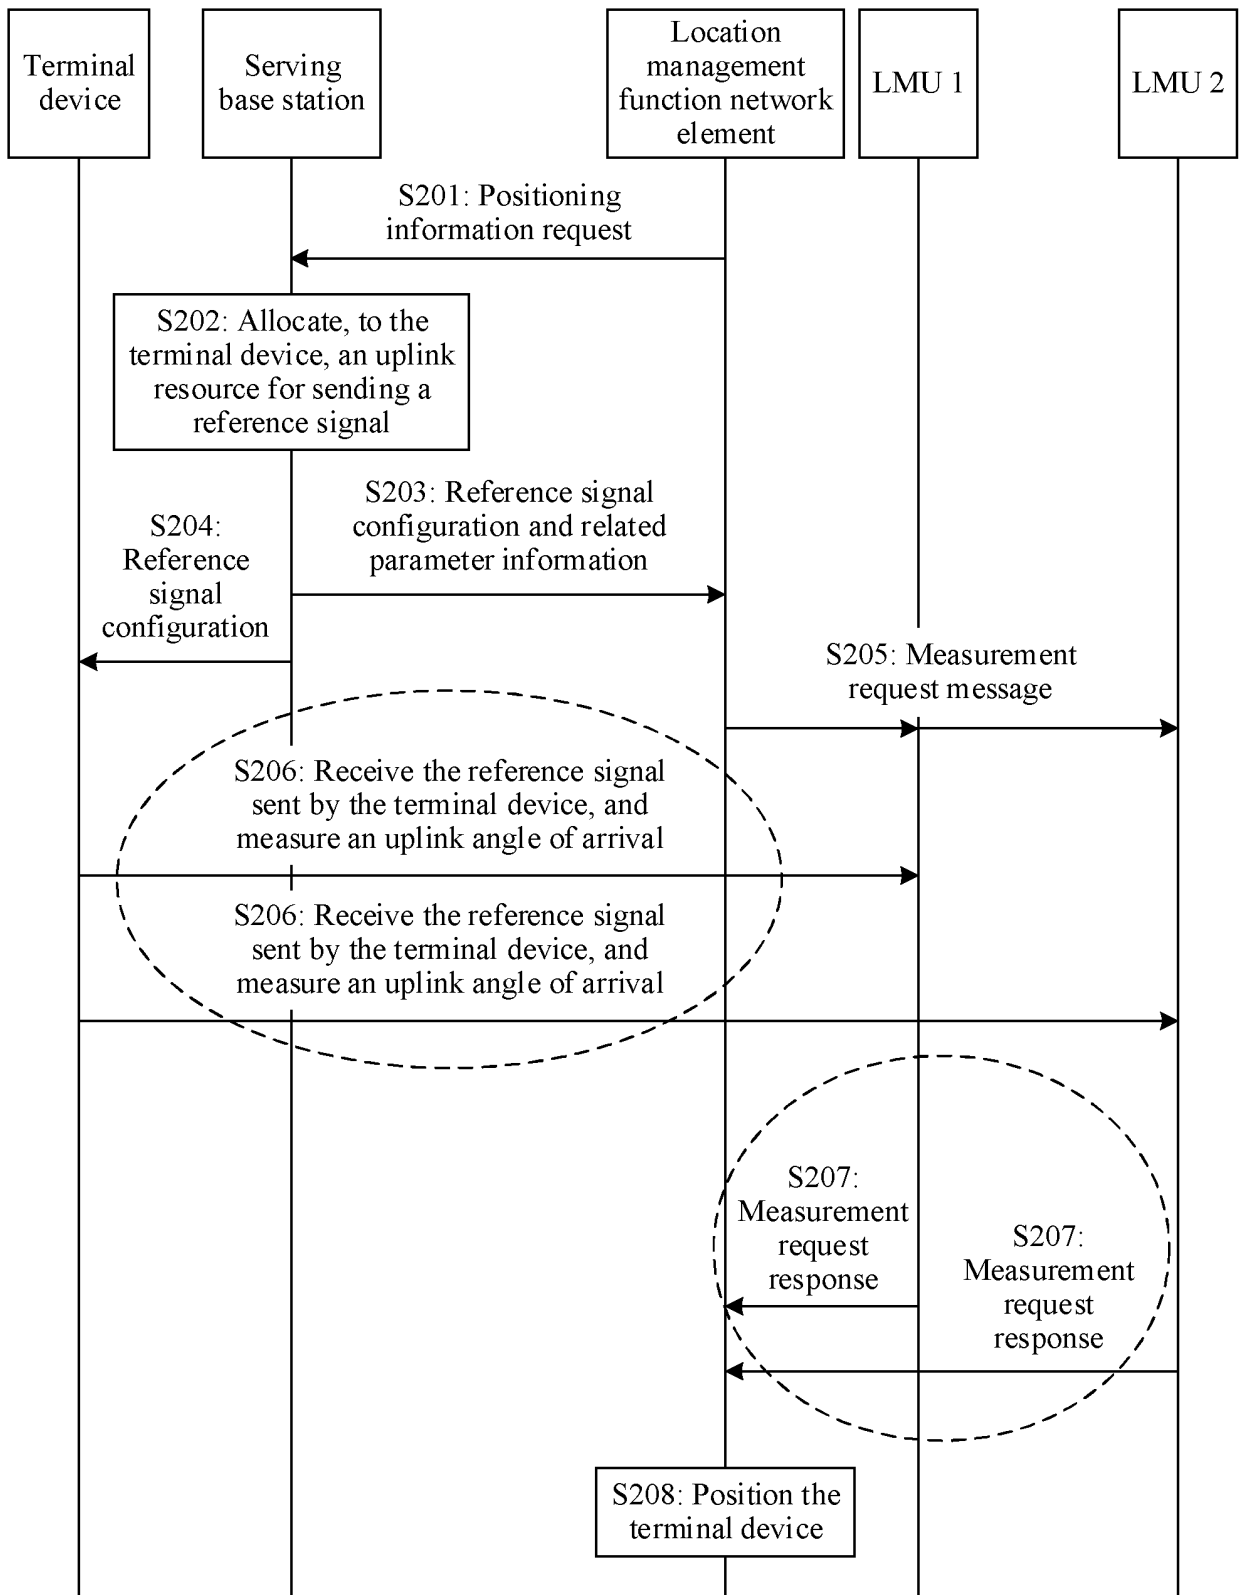 Terminal
device
Serving
base station
Location
management
function network
element
LMU 1
LMU 2
S201: Positioning
information request
S202: Allocate, to the
terminal device, an uplink
resource for sending a
reference signal
S203: Reference signal
configuration and related
parameter information
S204:
Reference
signal
configuration
S205: Measurement
request message
S206: Receive the reference signal
sent by the terminal device, and
measure an uplink angle of arrival
S206: Receive the reference signal
sent by the terminal device, and
measure an uplink angle of arrival
S207:
Measurement
request
response
S207:
Measurement
request
response
S208: Position the
terminal device